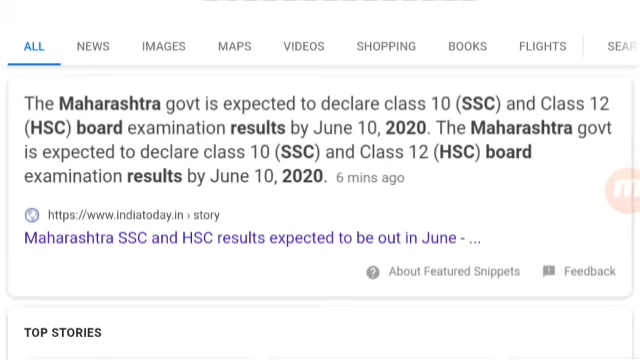 ALL NEWS IMAGES MAPS VIDEOS SHOPPING BOOKS FLIGHTS SEAR
The Maharashtra govt is expected to declare class 10 (SSC) and Class 12
(HSC) board examination results by June 10, 2020. The Maharashtra govt
is expected to declare class 10 (SSC) and Class 12 (HSC) board
examination results by June 10, 2020. 6 mins ago
https://www.indiatoday.in › story
Maharashtra SSC and HSC results expected to be out in June - ...
About Featured Snippets Feedback
TOP STORIES